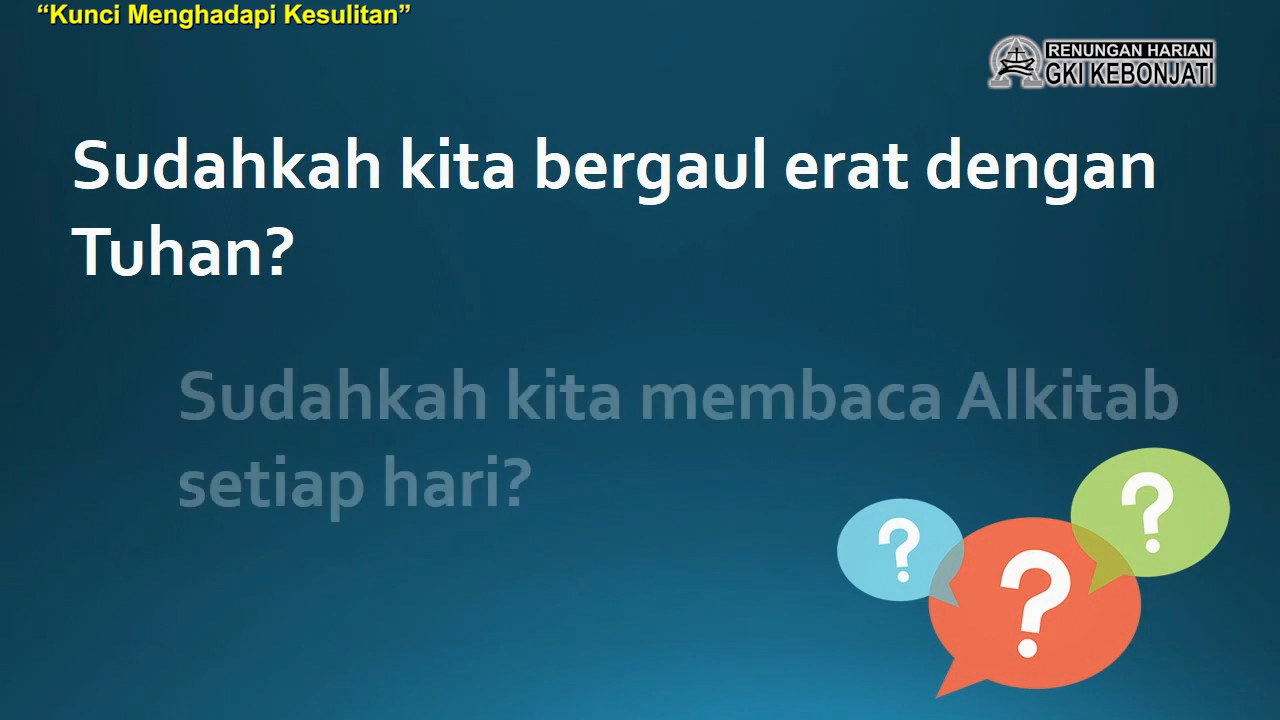 “Kunci Menghadapi Kesulitan”
RENUNGAN HARIAN
GKI KEBONJATI
Sudahkah kita bergaul erat dengan
Tuhan?
Sudahkah kita membaca Alkitab
setiap hari?
?
?
?